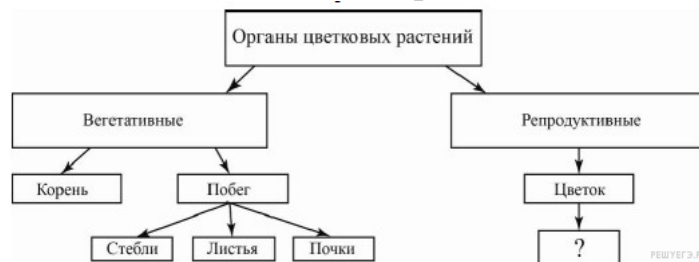 Органы цветковых растений
Вегетативные
Репродуктивные
Корень
Побег
Цветок
Стебли
Листья
Почки
?